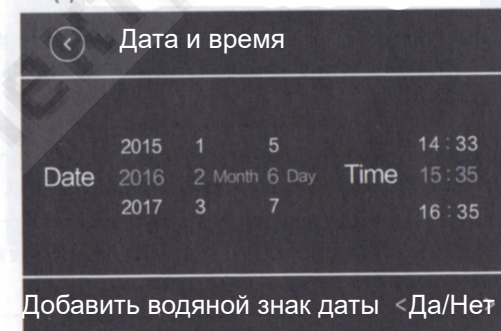 Дата и время
2015 1 5 14:33
Date 2016 2 Month 6 Day Time 15:35
2017 3 7 16:35
Добавить водяной знак даты <Да/Нет>